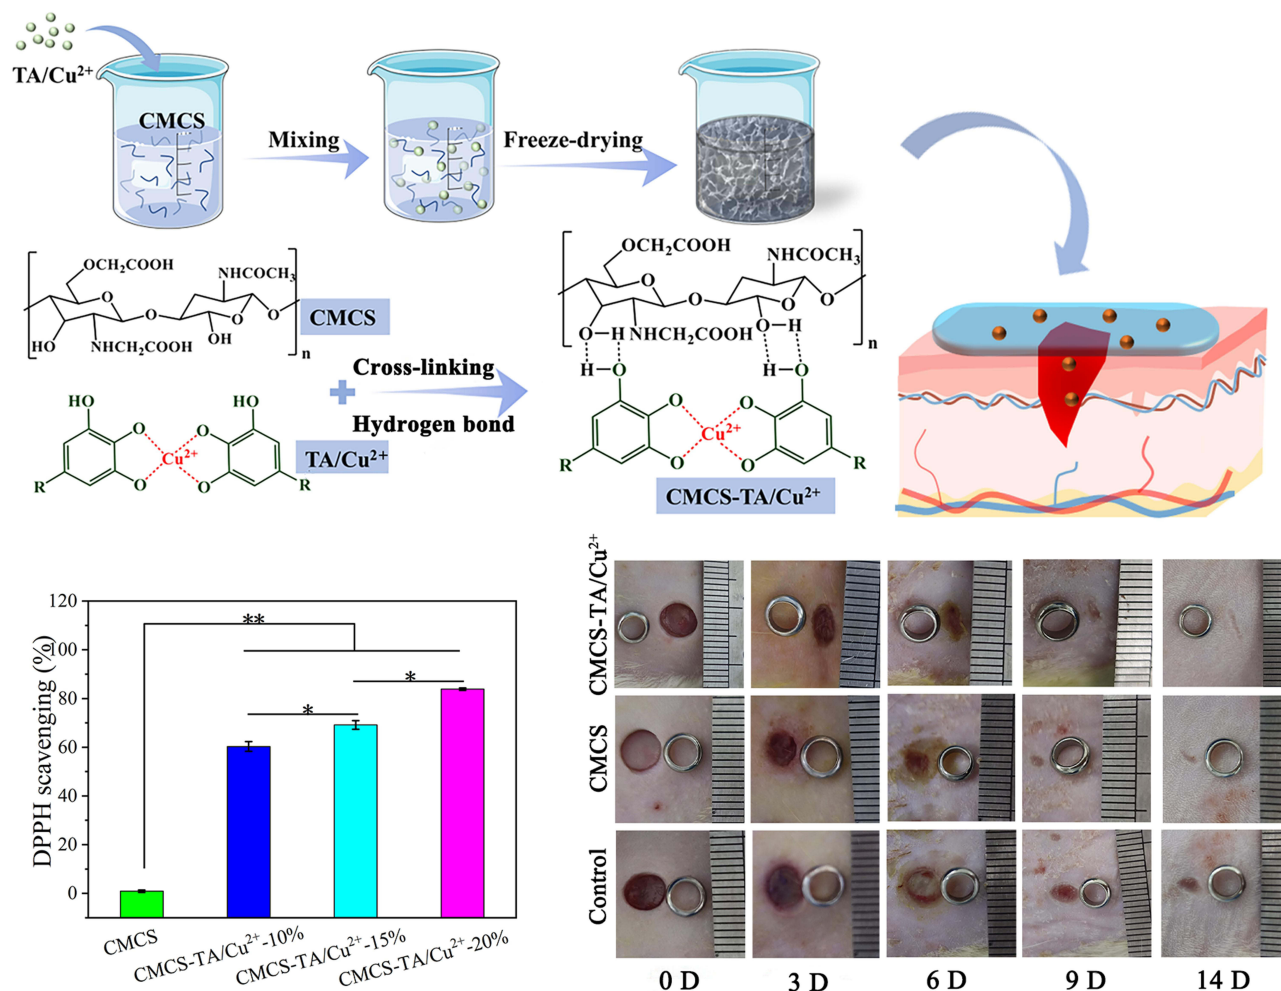 TA/Cu²⁺
CMCS
Mixing
Freeze-drying
OCH₂COOH
NHCOCH₃
O
O
O
O
HO
NHCH₂COOH
OH
n
CMCS
OCH₂COOH
NHCOCH₃
O
O
O
O
O-H
NHCH₂COOH
O-H
n
H-O
H-O
HO
HO
O
O
O
O
Cu²⁺
R
R
TA/Cu²⁺
+
Cross-linking
Hydrogen bond
O
O
O
O
Cu²⁺
R
R
CMCS-TA/Cu²⁺
DPPH scavenging (%)
120
100
80
60
40
20
0
**
*
*
CMCS
CMCS-TA/Cu²⁺-10%
CMCS-TA/Cu²⁺-15%
CMCS-TA/Cu²⁺-20%
CMCS-TA/Cu²⁺
CMCS
Control
0 D
3 D
6 D
9 D
14 D